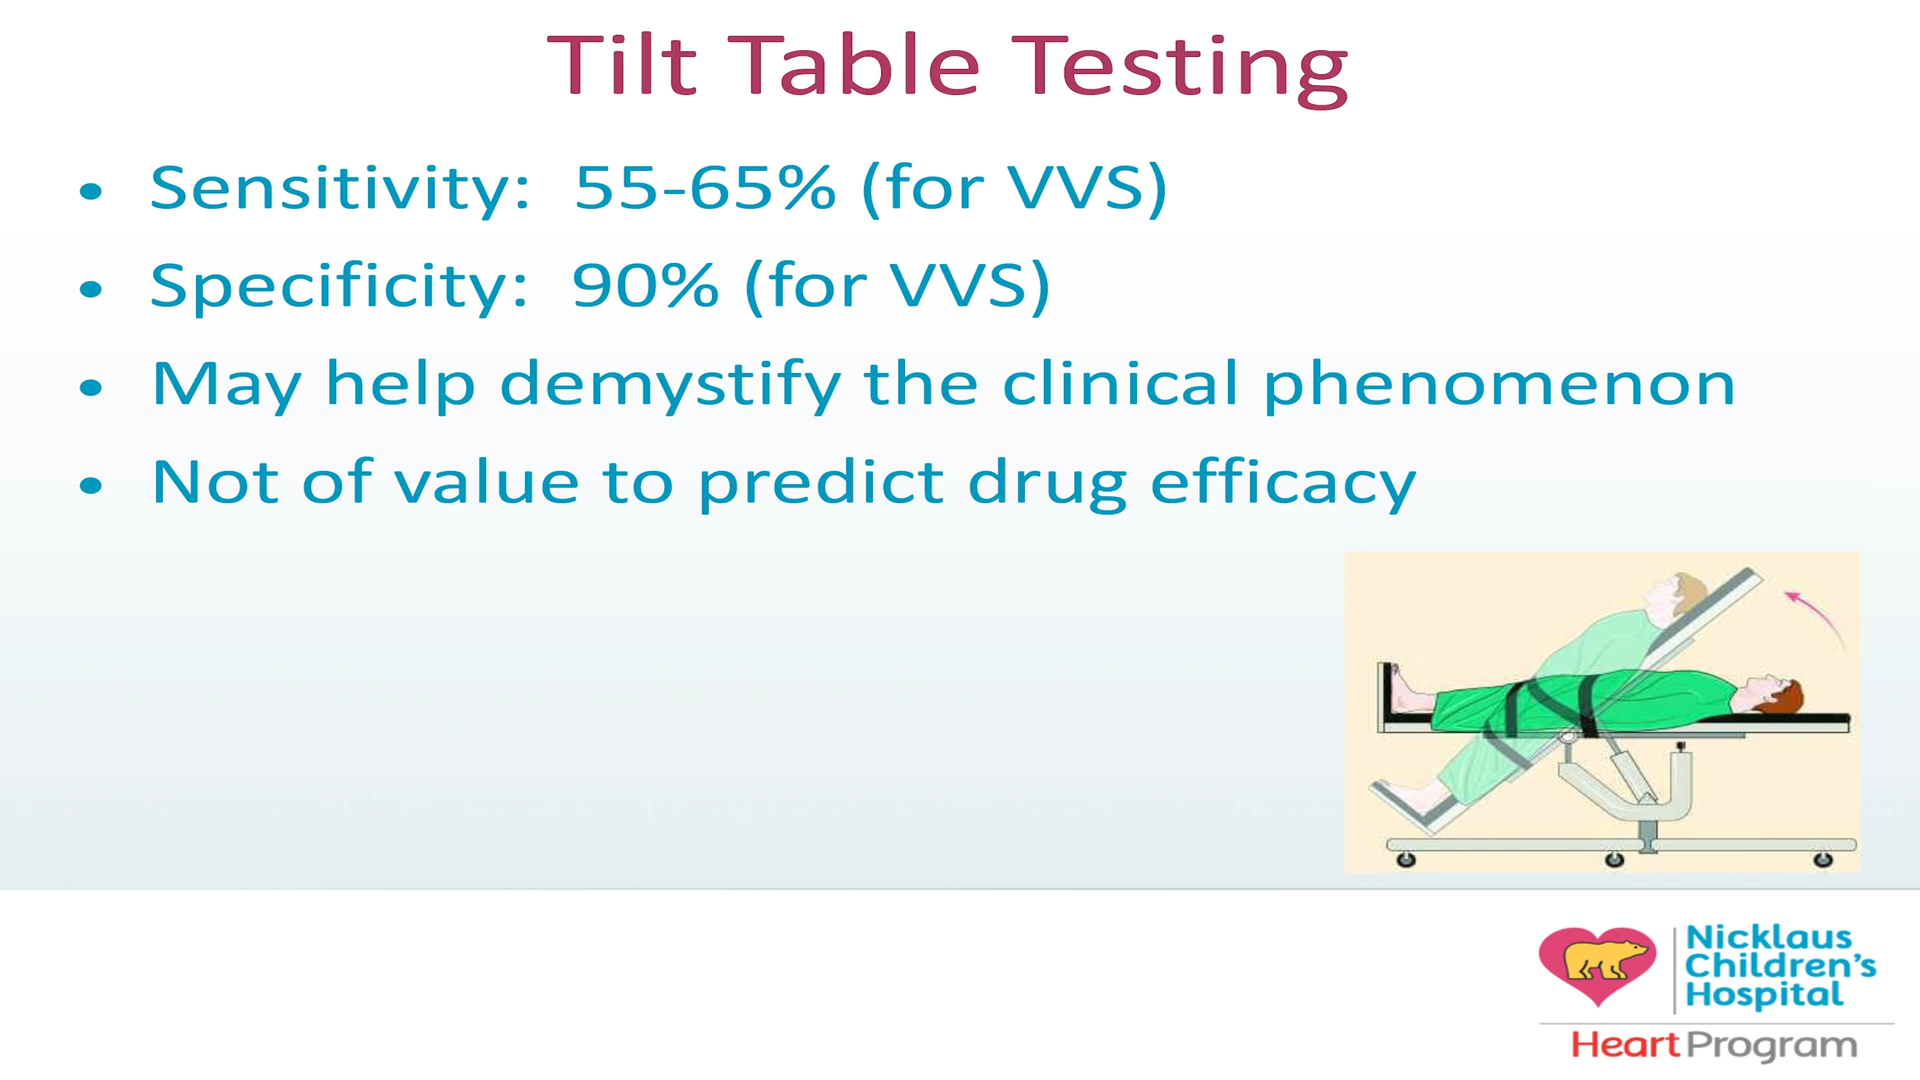 Tilt Table Testing
• Sensitivity: 55-65% (for VVS)
• Specificity: 90% (for VVS)
• May help demystify the clinical phenomenon
• Not of value to predict drug efficacy
Nicklaus
Children's
Hospital
Heart Program